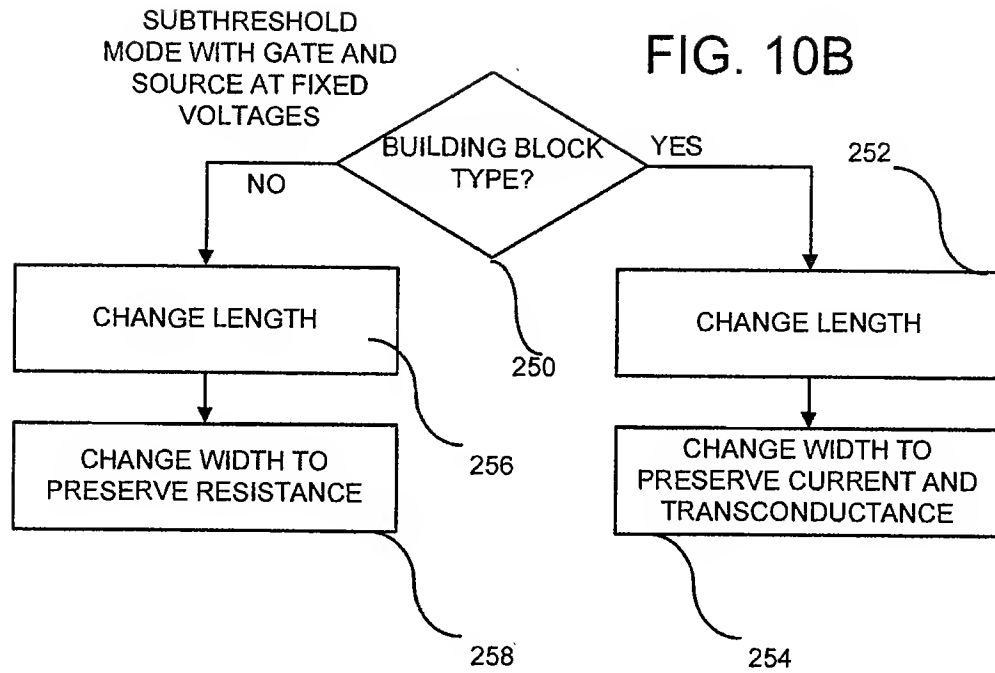 SUBTHRESHOLD
MODE WITH GATE AND
SOURCE AT FIXED
VOLTAGES
FIG. 10B
BUILDING BLOCK
TYPE?
YES
NO
252
CHANGE LENGTH
CHANGE LENGTH
250
256
CHANGE WIDTH TO
PRESERVE RESISTANCE
CHANGE WIDTH TO
PRESERVE CURRENT AND
TRANSCONDUCTANCE
258
254